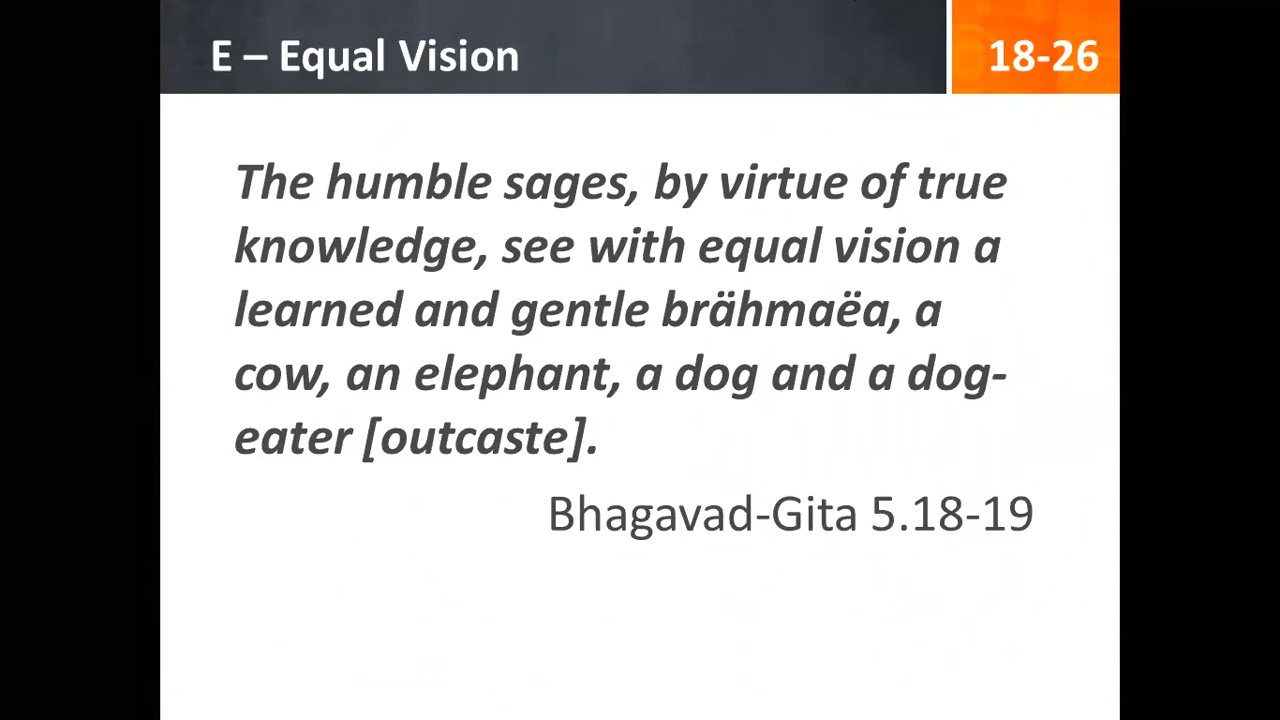 E – Equal Vision
18-26
The humble sages, by virtue of true
knowledge, see with equal vision a
learned and gentle brähmaëa, a
cow, an elephant, a dog and a dog-
eater [outcaste].
Bhagavad-Gita 5.18-19